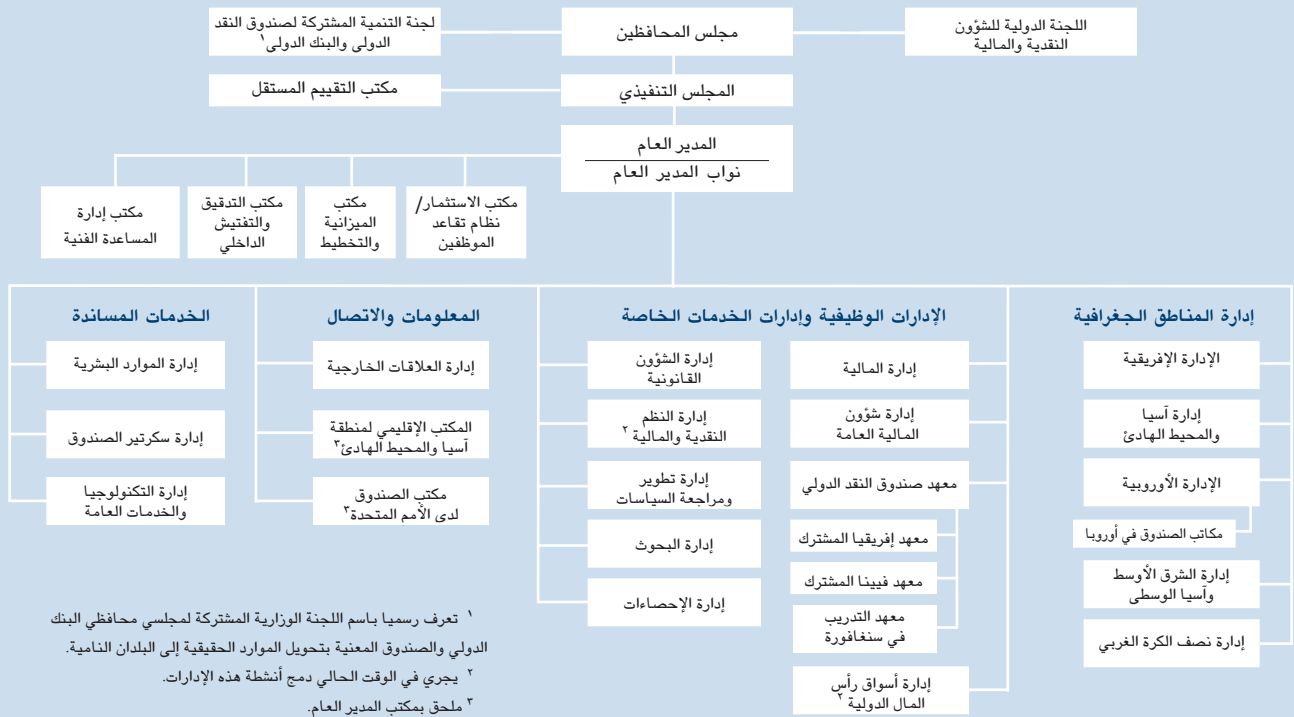 اللجنة الدولية للشؤون
النقدية والمالية
مجلس المحافظين
لجنة التنمية المشتركة لصندوق النقد
الدولى والبنك الدولى١
المجلس التنفيذي
مكتب التقييم المستقل
المدير العام
نواب المدير العام
مكتب الاستثمار/
نظام تقاعد
الموظفين
مكتب
الميزانية
والتخطيط
مكتب التدقيق
والتفتيش
الداخلي
مكتب إدارة
المساعدة الفنية
إدارة المناطق الجغرافية
الإدارة الإفريقية
إدارة آسيا
والمحيط الهادئ
الإدارة الأوروبية
مكاتب الصندوق في أوروبا
إدارة الشرق الأوسط
وآسيا الوسطى
إدارة نصف الكرة الغربي
الإدارات الوظيفية وإدارات الخدمات الخاصة
إدارة المالية
إدارة شؤون
المالية العامة
معهد صندوق النقد الدولي
معهد إفريقيا المشترك
معهد فيينا المشترك
معهد التدريب
في سنغافورة
إدارة أسواق رأس
المال الدولية ٢
إدارة الشؤون
القانونية
إدارة النظم
النقدية والمالية ٢
إدارة تطوير
ومراجعة السياسات
إدارة البحوث
إدارة الإحصاءات
المعلومات والاتصال
إدارة العلاقات الخارجية
المكتب الإقليمي لمنطقة
آسيا والمحيط الهادئ٣
مكتب الصندوق
لدى الأمم المتحدة٣
الخدمات المساندة
إدارة الموارد البشرية
إدارة سكرتير الصندوق
إدارة التكنولوجيا
والخدمات العامة
١ تعرف رسميا باسم اللجنة الوزارية المشتركة لمجلسي محافظي البنك
الدولي والصندوق المعنية بتحويل الموارد الحقيقية إلى البلدان النامية.
٢ يجري في الوقت الحالي دمج أنشطة هذه الإدارات.
٣ ملحق بمكتب المدير العام.